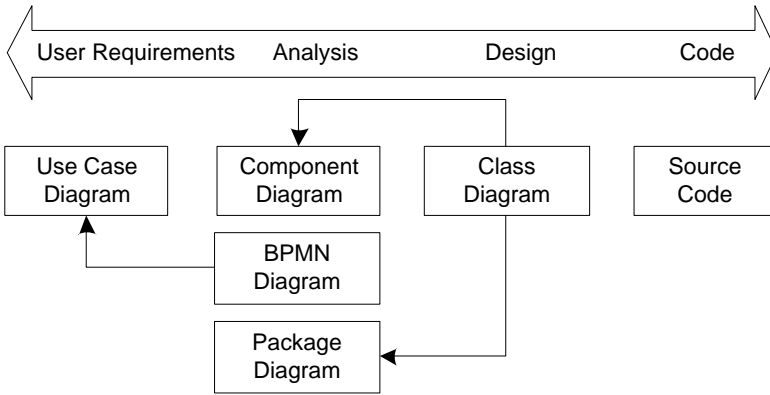 User Requirements Analysis Design Code
Use Case
Diagram
Component
Diagram
Class
Diagram
Source
Code
BPMN
Diagram
Package
Diagram